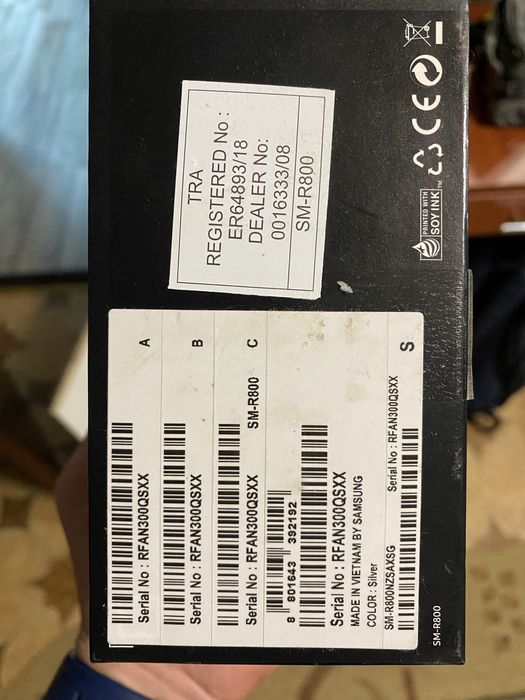 TRA
REGISTERED No :
ER64893/18
DEALER No:
0016333/08
SM-R800
PRINTED WITH
SOY INK™
A
Serial No : RFAN300QSXX
B
Serial No : RFAN300QSXX
C
Serial No : RFAN300QSXX SM-R800
8 801643 392192
Serial No : RFAN300QSXX
MADE IN VIETNAM BY SAMSUNG
COLOR : Silver
SM-R800NZSAXSG
Serial No : RFAN300QSXX
S
SM-R800